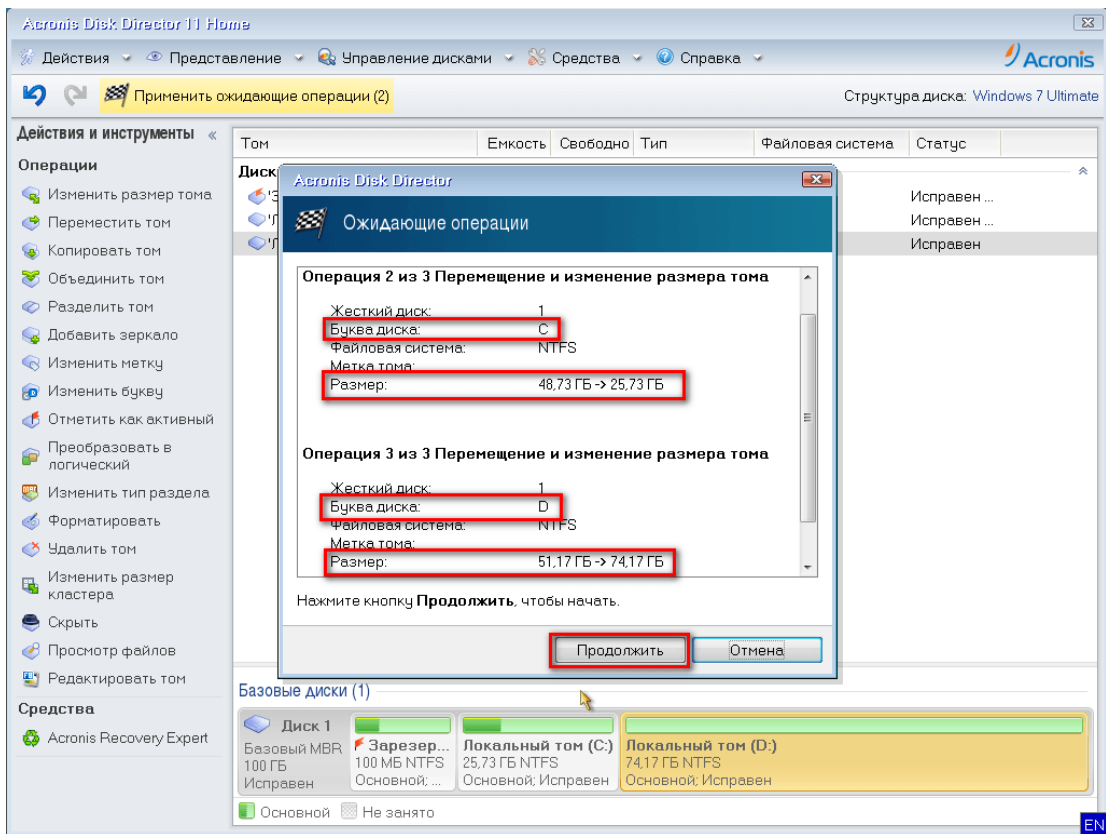 Acronis Disk Director 11 Home
Действия Представление Управление дисками Средства Справка Acronis
Применить ожидающие операции (2) Структура диска: Windows 7 Ultimate
Действия и инструменты «
Операции
Изменить размер тома
Переместить том
Копировать том
Объединить том
Разделить том
Добавить зеркало
Изменить метку
Изменить букву
Отметить как активный
Преобразовать в
логический
Изменить тип раздела
Форматировать
Удалить том
Изменить размер
кластера
Скрыть
Просмотр файлов
Редактировать том
Средства
Acronis Recovery Expert
Том Емкость Свободно Тип Файловая система Статус
Диск
'З Исправен ...
'Л Исправен ...
'Л Исправен
Acronis Disk Director
Ожидающие операции
Операция 2 из 3 Перемещение и изменение размера тома
Жесткий диск: 1
Буква диска: C
Файловая система: NTFS
Метка тома:
Размер: 48,73 ГБ -> 25,73 ГБ
Операция 3 из 3 Перемещение и изменение размера тома
Жесткий диск: 1
Буква диска: D
Файловая система: NTFS
Метка тома:
Размер: 51,17 ГБ -> 74,17 ГБ
Нажмите кнопку Продолжить, чтобы начать.
Продолжить Отмена
Базовые диски (1)
Диск 1
Базовый MBR
100 ГБ
Исправен
Зарезер...
100 МБ NTFS
Основной; ...
Локальный том (C:)
25,73 ГБ NTFS
Основной; Исправен
Локальный том (D:)
74,17 ГБ NTFS
Основной; Исправен
Основной Не занято
EN